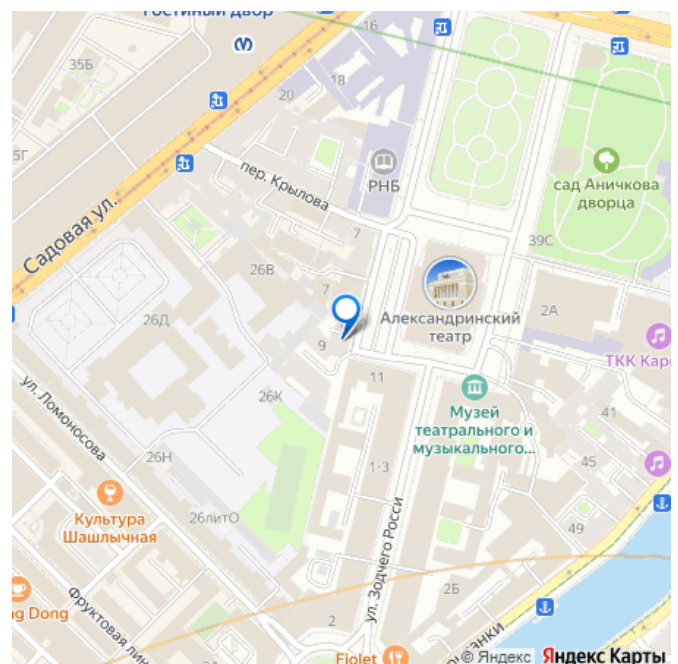 Гостиный двор
16
35Б
18
20
5Г
пер. Крылова
РНБ
сад Аничкова
дворца
Садовая ул.
7
39С
26В
7
2А
26Д
Александринский
театр
9
ТКК Кар
11
26К
Музей
театрального и
музыкального...
41
ул. Ломоносова
45
26Н
1-3
Культура
Шашлычная
26литО
49
ул. Зодчего Росси
2Б
g Dong
Фруктовая лин
2
Fiolet
© Яндекс Яндекс Карты